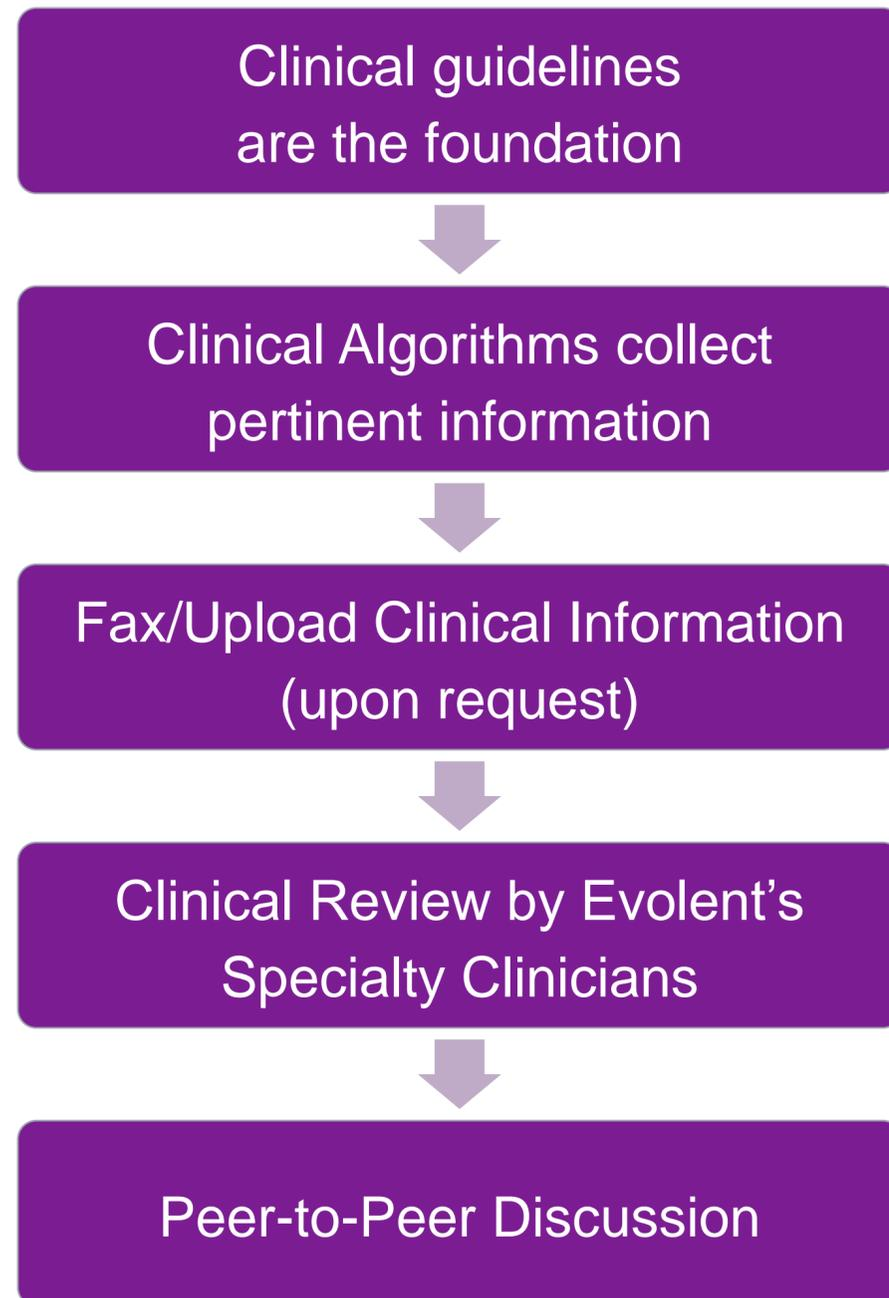 Clinical guidelines
are the foundation
Clinical Algorithms collect
pertinent information
Fax/Upload Clinical Information
(upon request)
Clinical Review by Evolent’s
Specialty Clinicians
Peer-to-Peer Discussion